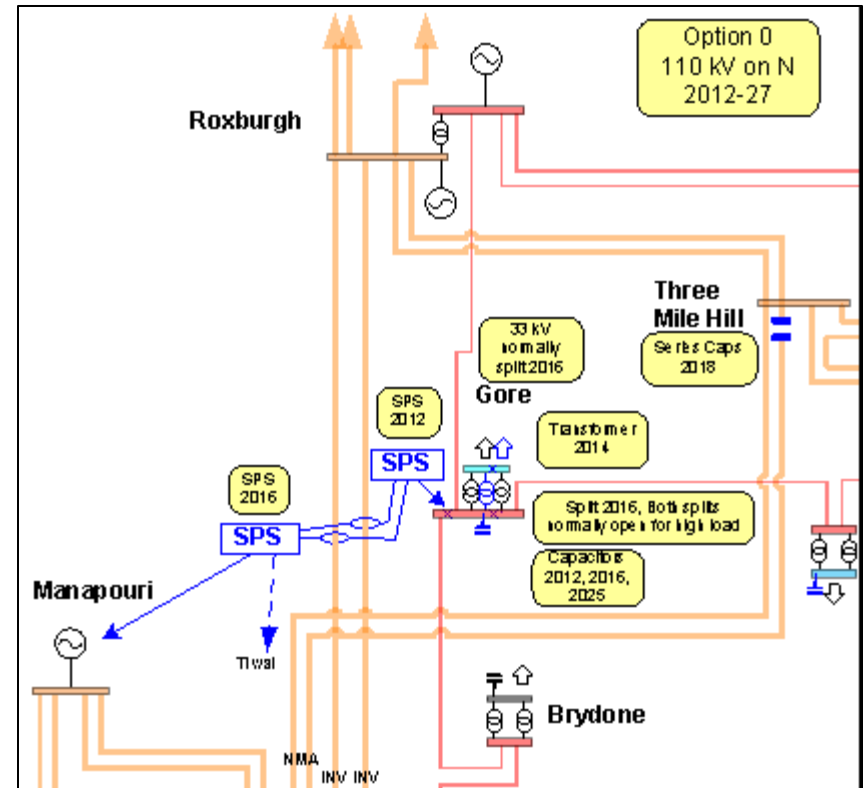 Option 0
110 kV on N
2012-27
Roxburgh
Three
Mile Hill
33 kV
normally
split 2016
Series Caps
2018
Gore
SPS
2012
Transformer
2014
SPS
SPS
2016
Split 2016, Both splits
normally open for high load
SPS
Capacitors
2012, 2016,
2025
Manapouri
Tiwai
Brydone
NMA
INV INV